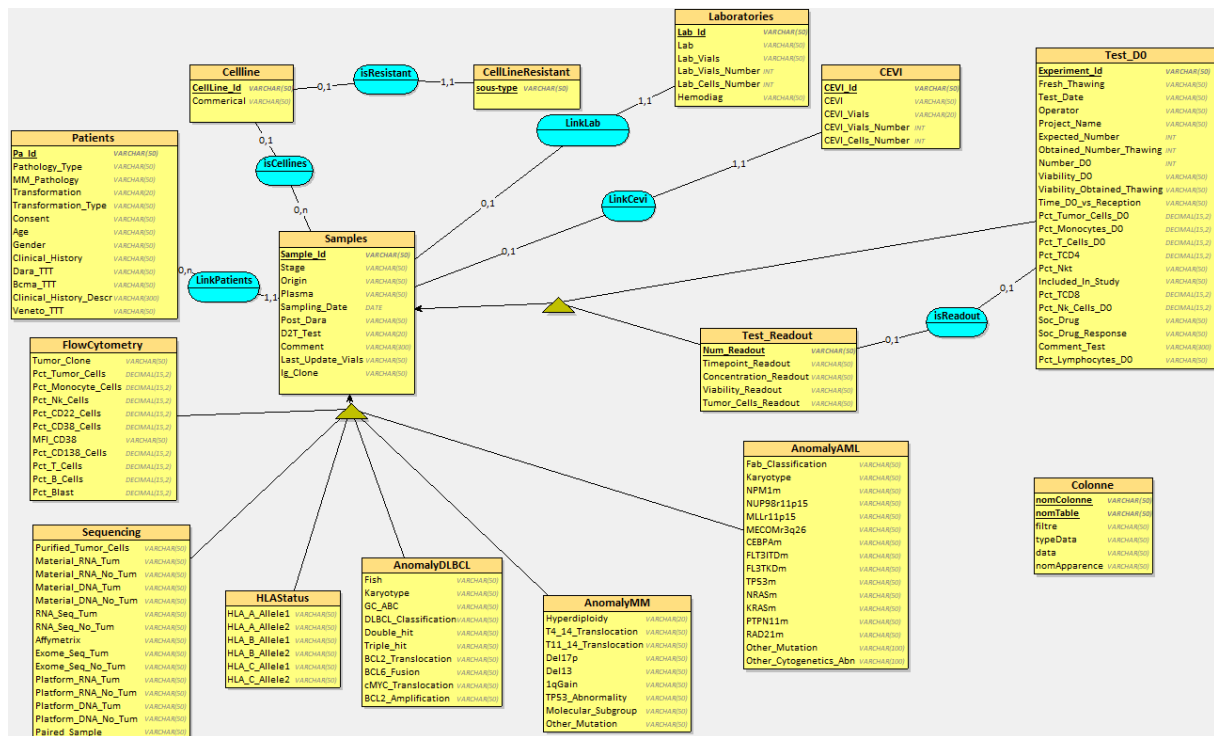 Laboratories
Lab_Id VARCHAR(50)
Lab VARCHAR(50)
Lab_Vials VARCHAR(50)
Lab_Vials_Number INT
Lab_Cells_Number INT
Hemodiag VARCHAR(50)
Cellline
CellLine_Id VARCHAR(50)
Commerical VARCHAR(50)
0,1
isResistant
1,1
CellLineResistant
sous-type VARCHAR(50)
CEVI
CEVI_Id VARCHAR(50)
CEVI VARCHAR(50)
CEVI_Vials VARCHAR(20)
CEVI_Vials_Number INT
CEVI_Cells_Number INT
Test_D0
Experiment_Id VARCHAR(50)
Fresh_Thawing VARCHAR(50)
Test_Date VARCHAR(50)
Operator VARCHAR(50)
Project_Name VARCHAR(50)
Expected_Number INT
Obtained_Number_Thawing INT
Number_D0 INT
Viability_D0 VARCHAR(50)
Viability_Obtained_Thawing VARCHAR(50)
Time_D0_vs_Reception VARCHAR(50)
Pct_Tumor_Cells_D0 DECIMAL(15,2)
Pct_Monocytes_D0 DECIMAL(15,2)
Pct_T_Cells_D0 DECIMAL(15,2)
Pct_TCD4 DECIMAL(15,2)
Pct_Nkt VARCHAR(50)
Included_In_Study VARCHAR(50)
Pct_TCD8 DECIMAL(15,2)
Pct_Nk_Cells_D0 DECIMAL(15,2)
Soc_Drug VARCHAR(50)
Soc_Drug_Response VARCHAR(50)
Comment_Test VARCHAR(300)
Pct_Lymphocytes_D0 VARCHAR(50)
1,1
LinkLab
0,1
1,1
LinkCevi
0,1
0,1
isCellines
0,n
Patients
Pa_Id VARCHAR(50)
Pathology_Type VARCHAR(50)
MM_Pathology VARCHAR(50)
Transformation VARCHAR(20)
Transformation_Type VARCHAR(50)
Consent VARCHAR(50)
Age VARCHAR(50)
Gender VARCHAR(50)
Clinical_History VARCHAR(50)
Dara_TTT VARCHAR(50)
Bcma_TTT VARCHAR(50)
Clinical_History_Descr VARCHAR(300)
Veneto_TTT VARCHAR(50)
0,n
LinkPatients
1,1
Samples
Sample_Id VARCHAR(50)
Stage VARCHAR(50)
Origin VARCHAR(50)
Plasma VARCHAR(50)
Sampling_Date DATE
Post_Dara VARCHAR(50)
D2T_Test VARCHAR(20)
Comment VARCHAR(300)
Last_Update_Vials VARCHAR(50)
Ig_Clone VARCHAR(50)
0,1
isReadout
0,1
Test_Readout
Num_Readout VARCHAR(50)
Timepoint_Readout VARCHAR(50)
Concentration_Readout VARCHAR(50)
Viability_Readout VARCHAR(50)
Tumor_Cells_Readout VARCHAR(50)
FlowCytometry
Tumor_Clone VARCHAR(50)
Pct_Tumor_Cells DECIMAL(15,2)
Pct_Monocyte_Cells DECIMAL(15,2)
Pct_Nk_Cells DECIMAL(15,2)
Pct_CD22_Cells DECIMAL(15,2)
Pct_CD38_Cells DECIMAL(15,2)
MFI_CD38 VARCHAR(50)
Pct_CD138_Cells DECIMAL(15,2)
Pct_T_Cells DECIMAL(15,2)
Pct_B_Cells DECIMAL(15,2)
Pct_Blast DECIMAL(15,2)
Sequencing
Purified_Tumor_Cells VARCHAR(50)
Material_RNA_Tum VARCHAR(50)
Material_RNA_No_Tum VARCHAR(50)
Material_DNA_Tum VARCHAR(50)
Material_DNA_No_Tum VARCHAR(50)
RNA_Seq_Tum VARCHAR(50)
RNA_Seq_No_Tum VARCHAR(50)
Affymetrix VARCHAR(50)
Exome_Seq_Tum VARCHAR(50)
Exome_Seq_No_Tum VARCHAR(50)
Platform_RNA_Tum VARCHAR(50)
Platform_RNA_No_Tum VARCHAR(50)
Platform_DNA_Tum VARCHAR(50)
Platform_DNA_No_Tum VARCHAR(50)
Paired_Sample VARCHAR(50)
HLAStatus
HLA_A_Allele1 VARCHAR(50)
HLA_A_Allele2 VARCHAR(50)
HLA_B_Allele1 VARCHAR(50)
HLA_B_Allele2 VARCHAR(50)
HLA_C_Allele1 VARCHAR(50)
HLA_C_Allele2 VARCHAR(50)
AnomalyDLBCL
Fish VARCHAR(50)
Karyotype VARCHAR(50)
GC_ABC VARCHAR(50)
DLBCL_Classification VARCHAR(50)
Double_hit VARCHAR(50)
Triple_hit VARCHAR(50)
BCL2_Translocation VARCHAR(50)
BCL6_Fusion VARCHAR(50)
cMYC_Translocation VARCHAR(50)
BCL2_Amplification VARCHAR(50)
AnomalyMM
Hyperdiploidy VARCHAR(20)
T4_14_Translocation VARCHAR(50)
T11_14_Translocation VARCHAR(50)
Del17p VARCHAR(50)
Del13 VARCHAR(50)
1qGain VARCHAR(50)
TP53_Abnormality VARCHAR(50)
Molecular_Subgroup VARCHAR(50)
Other_Mutation VARCHAR(50)
AnomalyAML
Fab_Classification VARCHAR(50)
Karyotype VARCHAR(50)
NPM1m VARCHAR(50)
NUP98r11p15 VARCHAR(50)
MLLr11p15 VARCHAR(50)
MECOMr3q26 VARCHAR(50)
CEBPAm VARCHAR(50)
FLT3ITDm VARCHAR(50)
FL3TKDm VARCHAR(50)
TP53m VARCHAR(50)
NRASm VARCHAR(50)
KRASm VARCHAR(50)
PTPN11m VARCHAR(50)
RAD21m VARCHAR(50)
Other_Mutation VARCHAR(100)
Other_Cytogenetics_Abn VARCHAR(100)
Colonne
nomColonne VARCHAR(50)
nomTable VARCHAR(50)
filtre VARCHAR(50)
typeData VARCHAR(50)
data VARCHAR(50)
nomApparence VARCHAR(50)